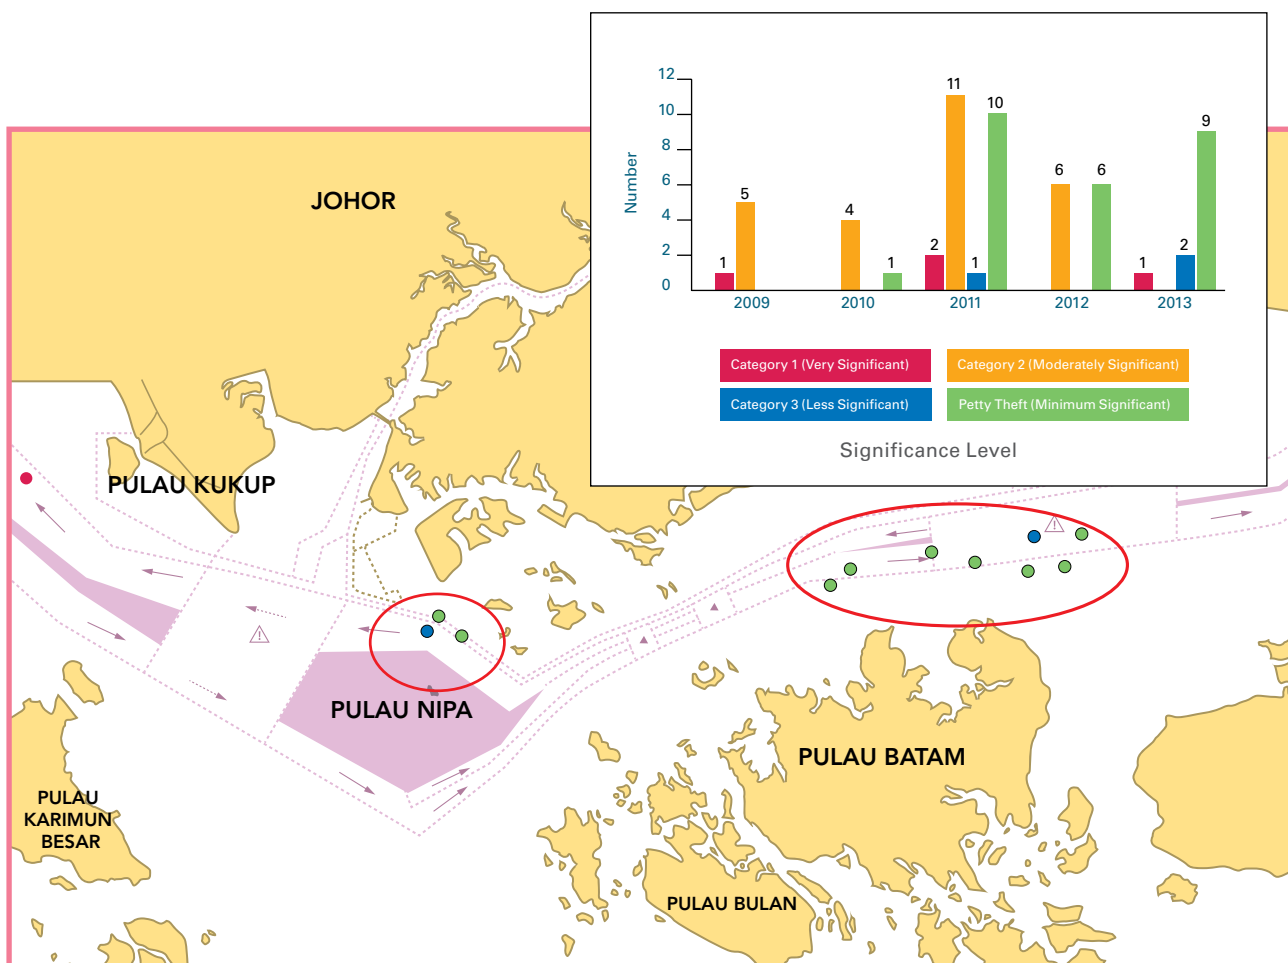 12
10
8
6
4
2
0
Number
1
5
4
1
2
11
1
10
6
6
1
2
9
2009
2010
2011
2012
2013
Category 1 (Very Significant)
Category 2 (Moderately Significant)
Category 3 (Less Significant)
Petty Theft (Minimum Significant)
Significance Level
JOHOR
PULAU KUKUP
!
!
PULAU NIPA
PULAU BATAM
PULAU
KARIMUN
BESAR
PULAU BULAN